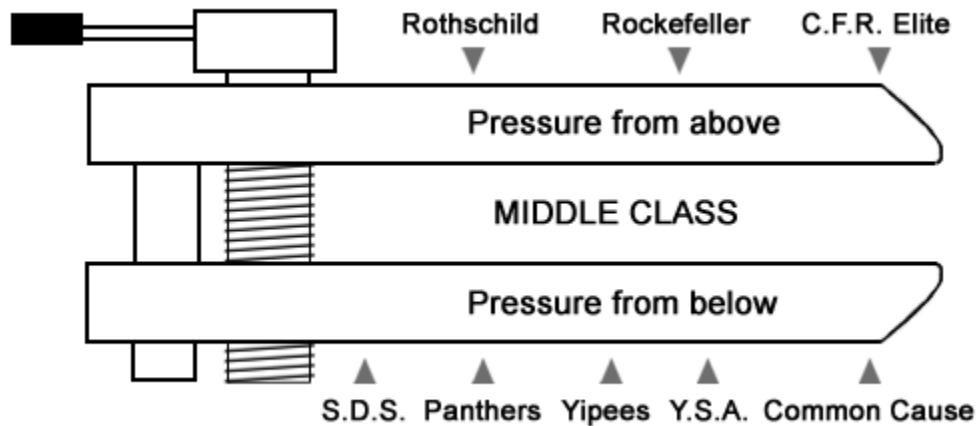 Rothschild Rockefeller C.F.R. Elite
Pressure from above
MIDDLE CLASS
Pressure from below
S.D.S. Panthers Yipees Y.S.A. Common Cause